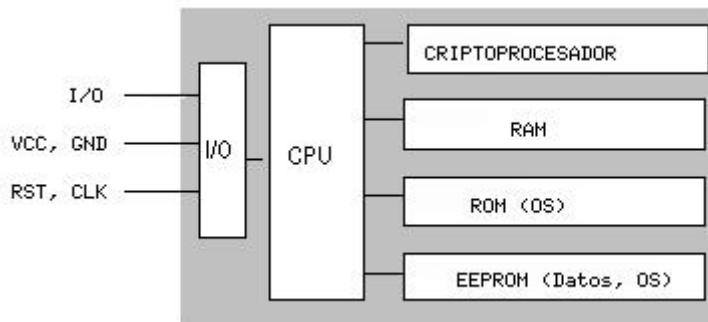 CRIPTOPROCESADOR
I/O
VCC, GND
RST, CLK
I/O
CPU
RAM
ROM (OS)
EEPROM (Datos, OS)